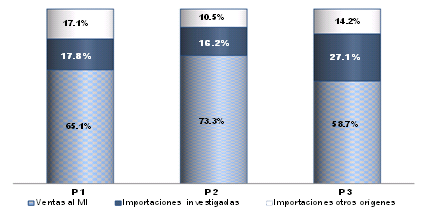 17.1% 10.5% 14.2%
17.8% 16.2% 27.1%
65.1% 73.3% 58.7%
P 1 P 2 P 3
Ventas al MI Importaciones investigadas Importaciones otros orígenes